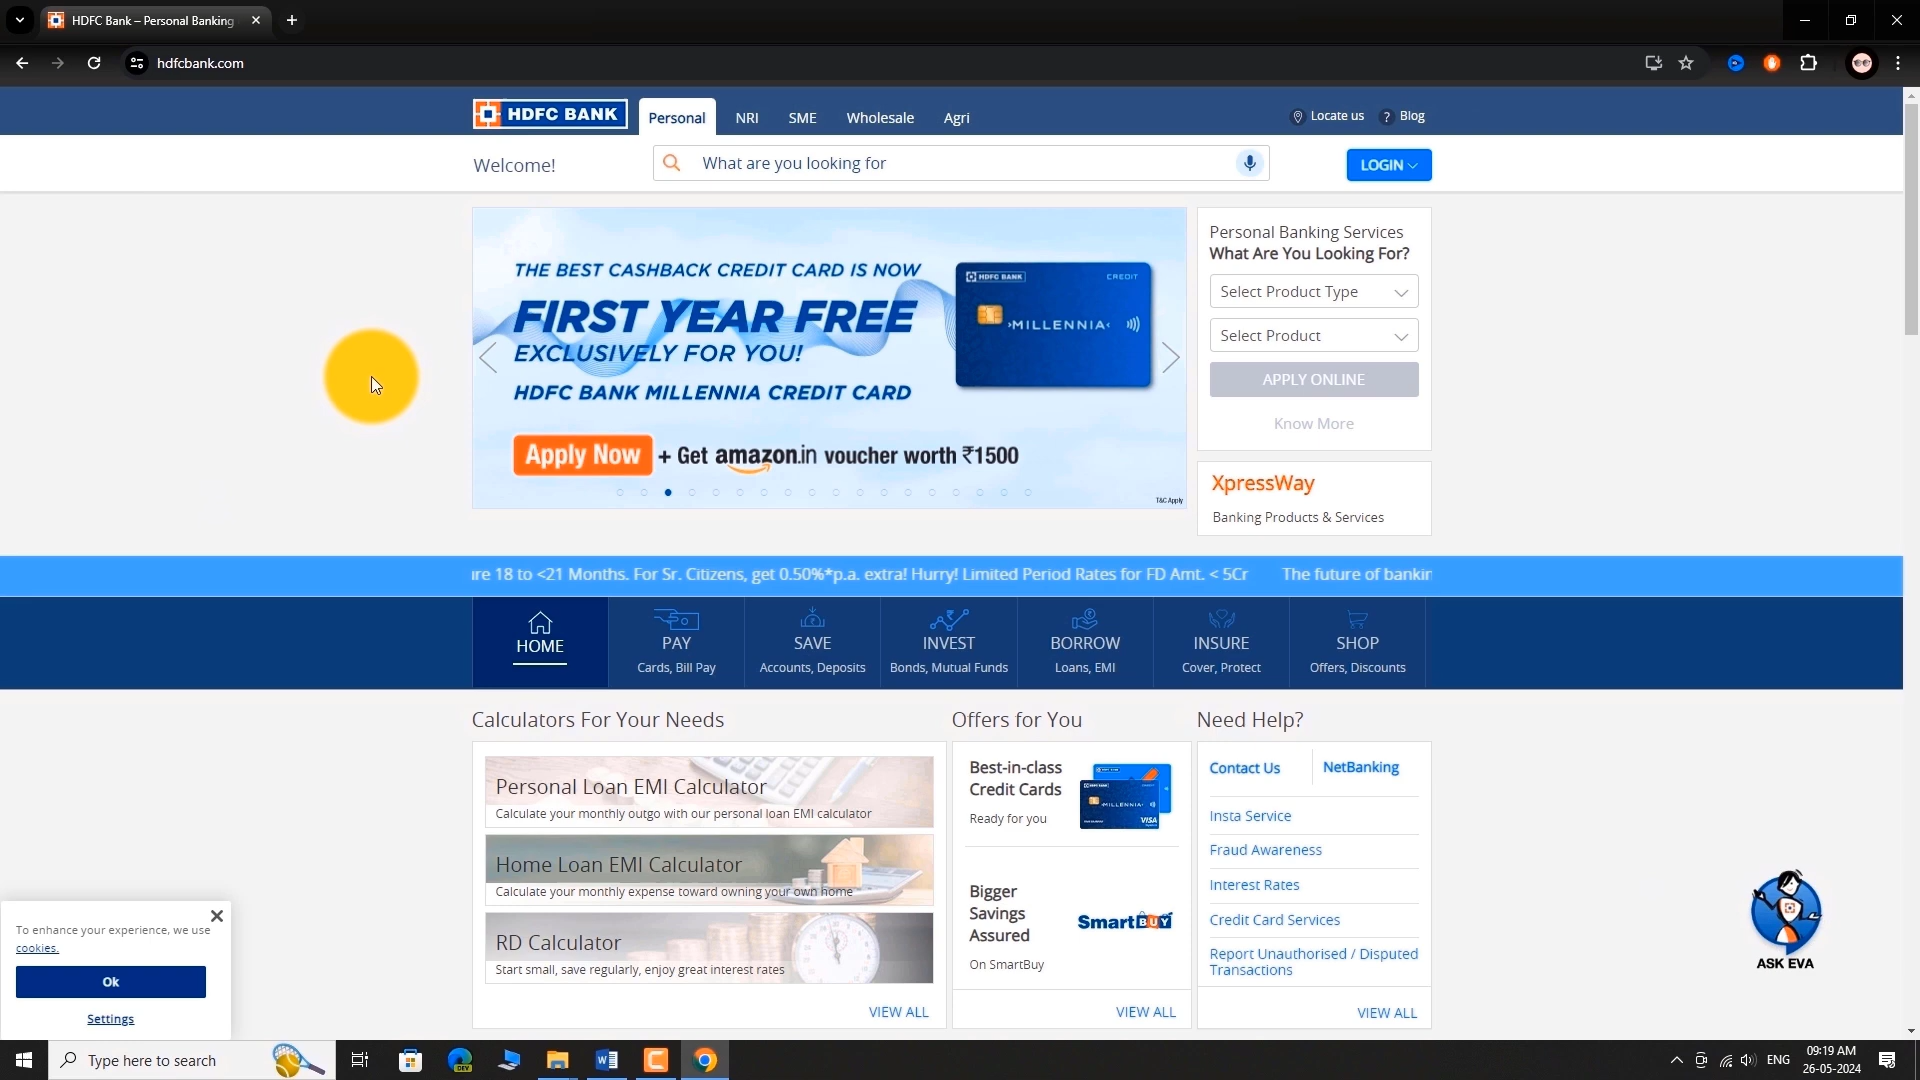 HDFC Bank – Personal Banking
hdfcbank.com
HDFC BANK
Personal
NRI
SME
Wholesale
Agri
Locate us
? Blog
Welcome!
What are you looking for
LOGIN
THE BEST CASHBACK CREDIT CARD IS NOW
FIRST YEAR FREE
EXCLUSIVELY FOR YOU!
HDFC BANK MILLENNIA CREDIT CARD
Apply Now + Get amazon.in voucher worth ₹1500
T&C Apply
HDFC BANK CREDIT
MILLENNIA
Personal Banking Services
What Are You Looking For?
Select Product Type
Select Product
APPLY ONLINE
Know More
XpressWay
Banking Products & Services
ire 18 to <21 Months. For Sr. Citizens, get 0.50%*p.a. extra! Hurry! Limited Period Rates for FD Amt. < 5Cr The future of bankin
HOME
PAY
Cards, Bill Pay
SAVE
Accounts, Deposits
INVEST
Bonds, Mutual Funds
BORROW
Loans, EMI
INSURE
Cover, Protect
SHOP
Offers, Discounts
Calculators For Your Needs
Personal Loan EMI Calculator
Calculate your monthly outgo with our personal loan EMI calculator
Home Loan EMI Calculator
Calculate your monthly expense toward owning your own home
RD Calculator
Start small, save regularly, enjoy great interest rates
VIEW ALL
Offers for You
Best-in-class
Credit Cards
Ready for you
MILLENNIA
VISA
Bigger
Savings
Assured
On SmartBuy
SmartBUY
VIEW ALL
Need Help?
Contact Us
NetBanking
Insta Service
Fraud Awareness
Interest Rates
Credit Card Services
Report Unauthorised / Disputed
Transactions
VIEW ALL
ASK EVA
To enhance your experience, we use
cookies.
Ok
Settings
Type here to search
DEV
ENG
09:19 AM
26-05-2024